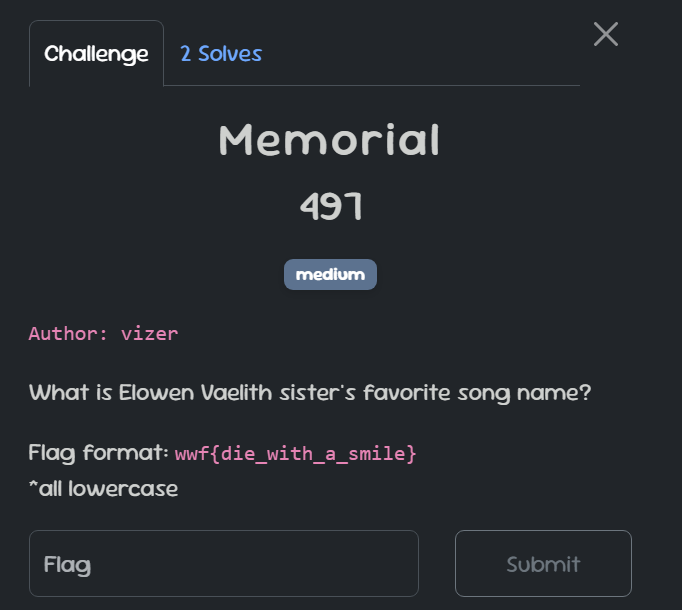 Challenge
2 Solves
Memorial
497
medium
Author: vizer
What is Elowen Vaelith sister's favorite song name?
Flag format: wwf{die_with_a_smile}
*all lowercase
Flag
Submit